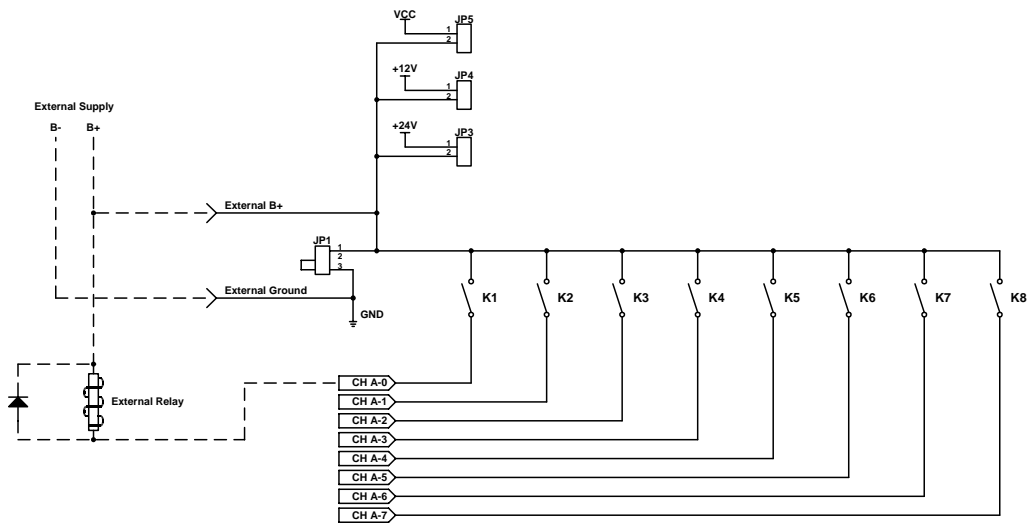 VCC
JP5
1
2
+12V
JP4
1
2
External Supply
B- B+
+24V
JP3
1
2
External B+
JP1
1
2
3
External Ground
GND
K1 K2 K3 K4 K5 K6 K7 K8
External Relay
CH A-0
CH A-1
CH A-2
CH A-3
CH A-4
CH A-5
CH A-6
CH A-7